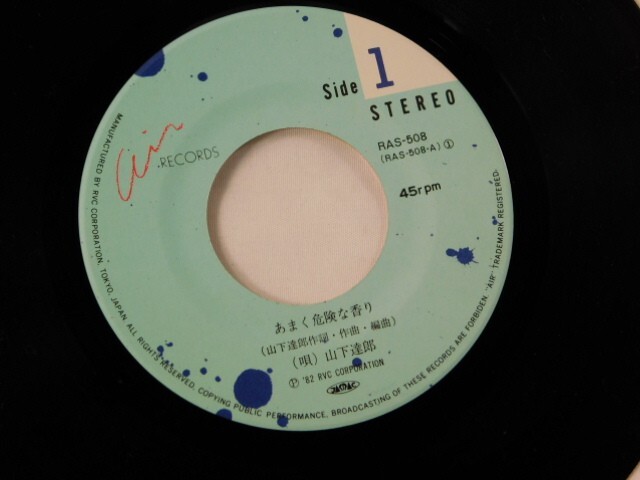 Side 1
STEREO
Air RECORDS
RAS-508
(RAS-508-A) ①
45rpm
あまく危険な香り
(山下達郎作詞・作曲・編曲)
(唄) 山下達郎
Ⓟ '82 RVC CORPORATION
JASRAC
MANUFACTURED BY RVC CORPORATION, TOKYO, JAPAN ALL RIGHTS RESERVED, COPYING PUBLIC PERFORMANCE, BROADCASTING OF THESE RECORDS ARE FORBIDDEN "AIR" TRADEMARK REGISTERED.